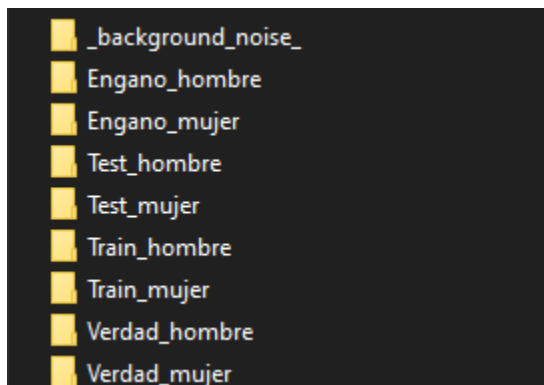 _background_noise_
Engano_hombre
Engano_mujer
Test_hombre
Test_mujer
Train_hombre
Train_mujer
Verdad_hombre
Verdad_mujer